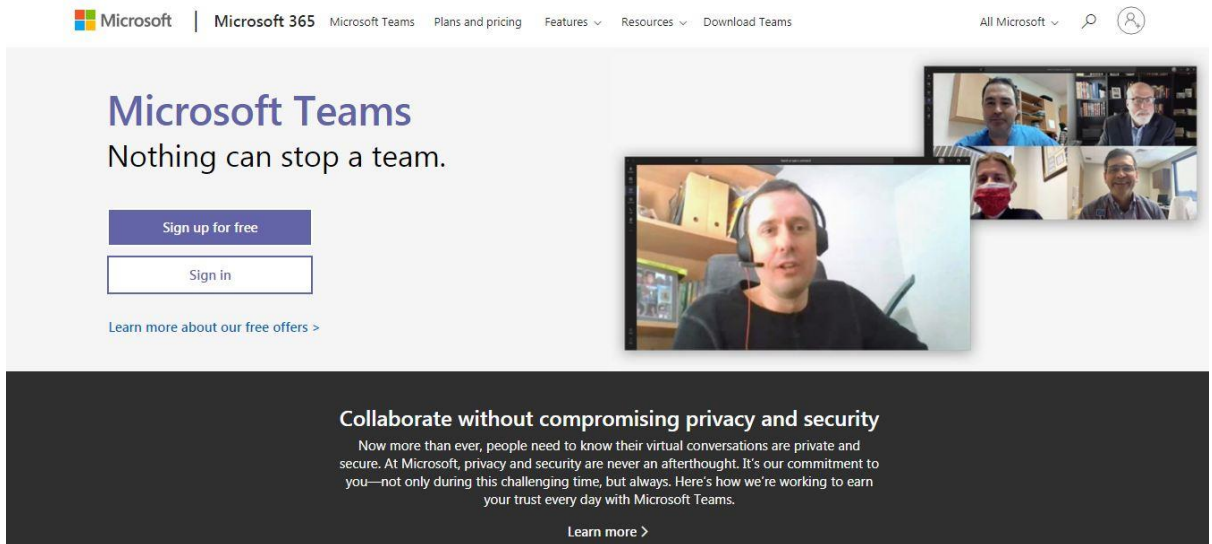 Microsoft | Microsoft 365 Microsoft Teams Plans and pricing Features Resources Download Teams All Microsoft
Microsoft Teams
Nothing can stop a team.
Sign up for free
Sign in
Learn more about our free offers >
Collaborate without compromising privacy and security
Now more than ever, people need to know their virtual conversations are private and
secure. At Microsoft, privacy and security are never an afterthought. It's our commitment to
you—not only during this challenging time, but always. Here's how we're working to earn
your trust every day with Microsoft Teams.
Learn more >